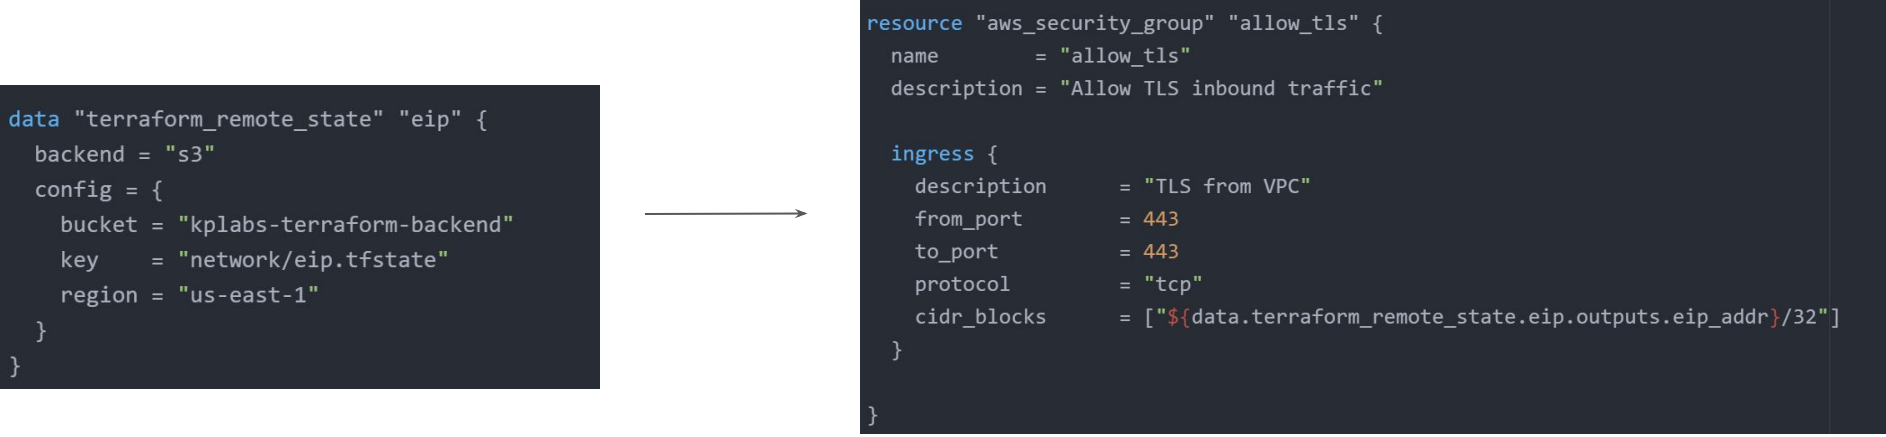 data "terraform_remote_state" "eip" {
  backend = "s3"
  config = {
    bucket = "kplabs-terraform-backend"
    key    = "network/eip.tfstate"
    region = "us-east-1"
  }
}
resource "aws_security_group" "allow_tls" {
  name        = "allow_tls"
  description = "Allow TLS inbound traffic"
  ingress {
    description      = "TLS from VPC"
    from_port        = 443
    to_port          = 443
    protocol         = "tcp"
    cidr_blocks      = ["${data.terraform_remote_state.eip.outputs.eip_addr}/32"]
  }
}